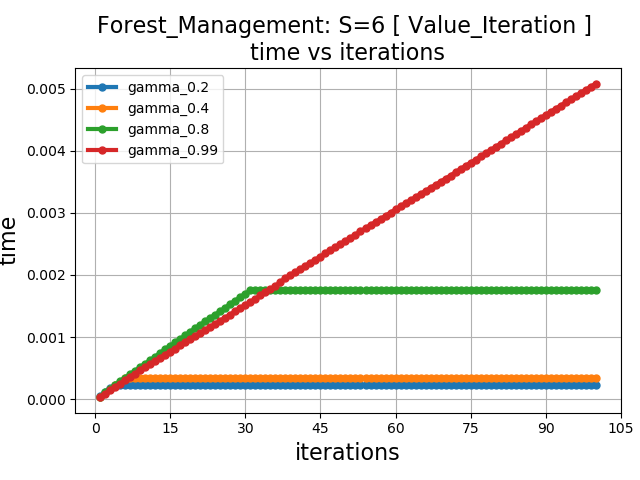 Forest_Management: S=6 [ Value_Iteration ]
time vs iterations
gamma_0.2
gamma_0.4
gamma_0.8
gamma_0.99
0.005
0.004
0.003
0.002
0.001
0.000
time
0 15 30 45 60 75 90 105
iterations